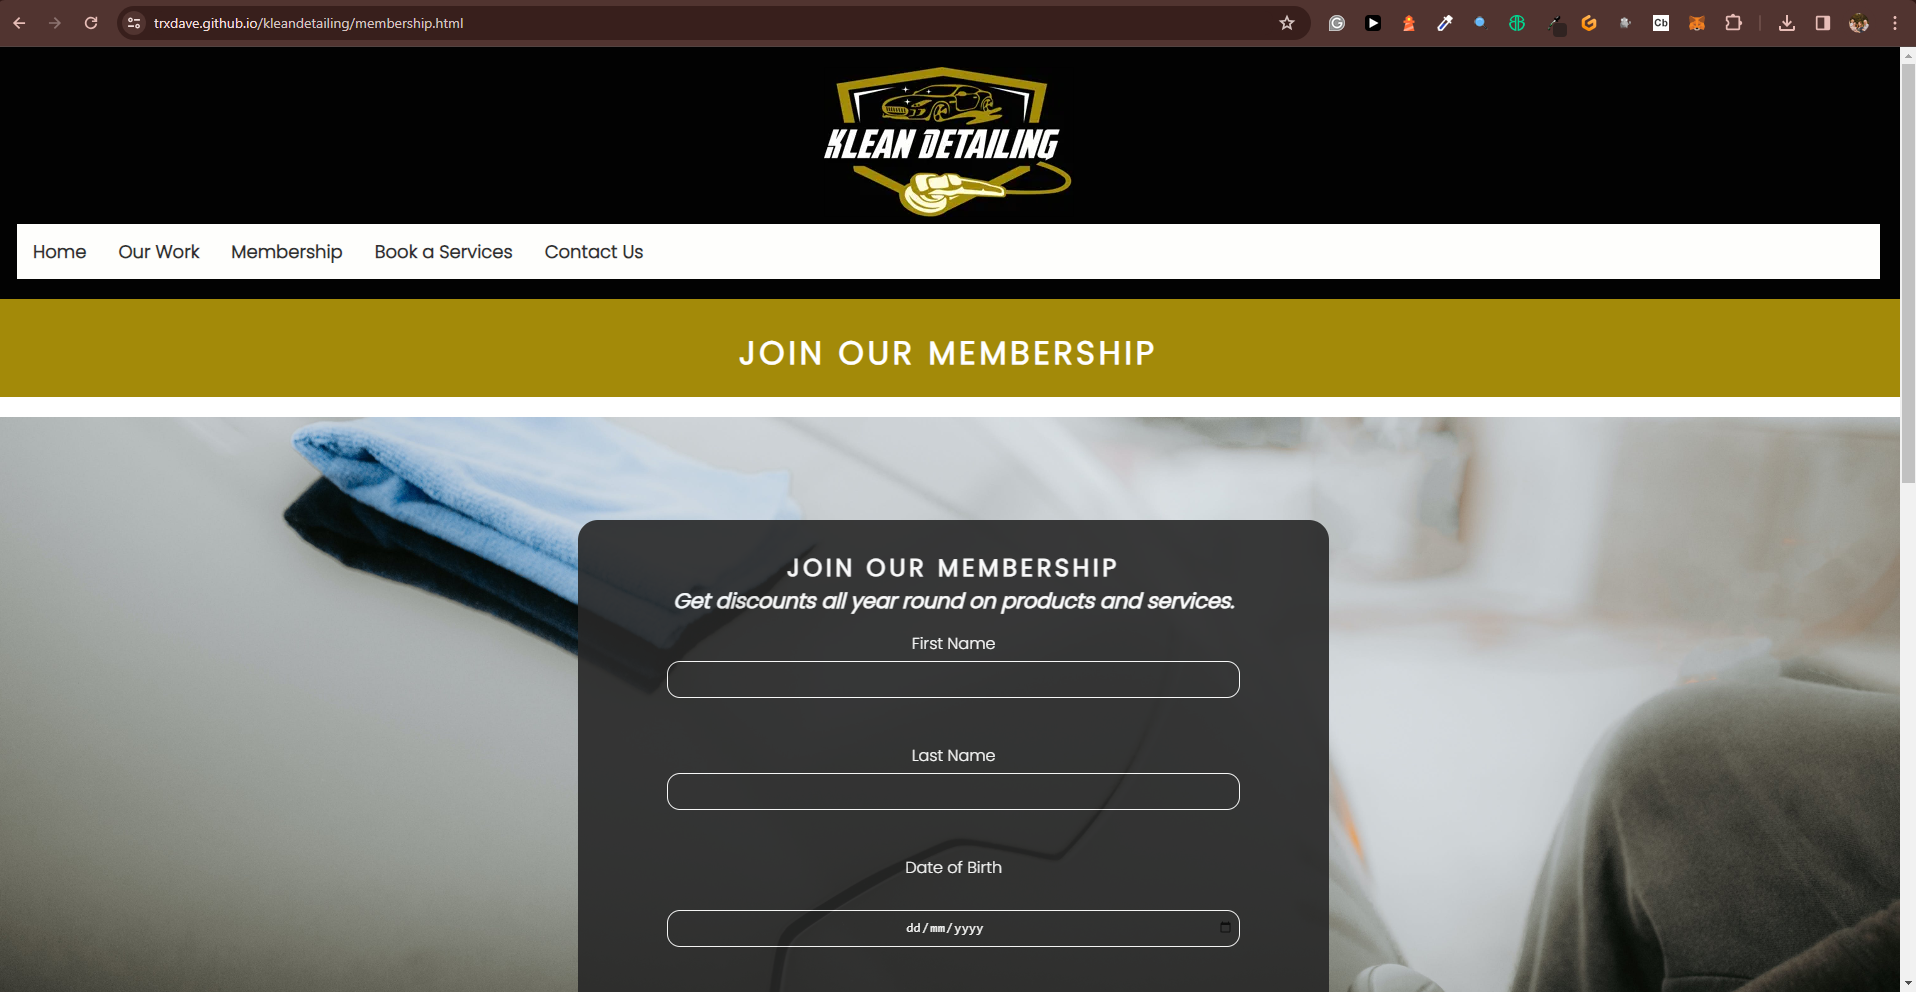 trxdave.github.io/kleandetailing/membership.html
Cb
KLEAN DETAILING
Home Our Work Membership Book a Services Contact Us
JOIN OUR MEMBERSHIP
JOIN OUR MEMBERSHIP
Get discounts all year round on products and services.
First Name
Last Name
Date of Birth
dd/mm/yyyy